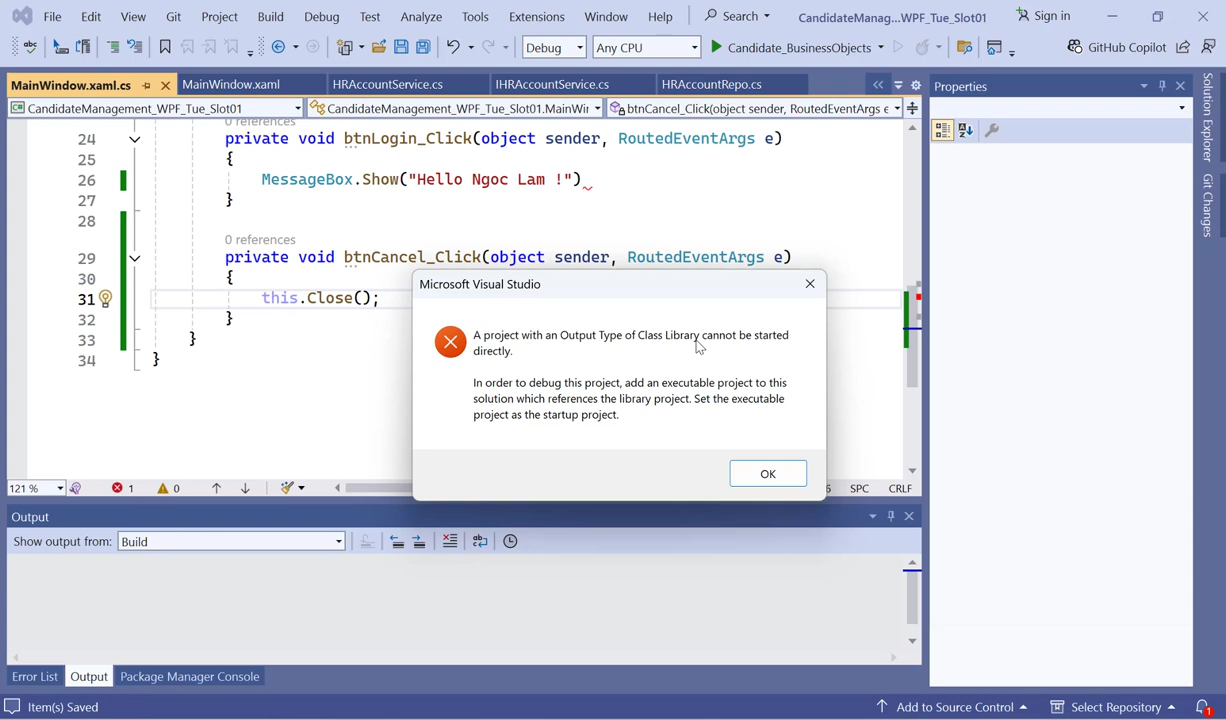 File Edit View Git Project Build Debug Test Analyze Tools Extensions Window Help Search CandidateManag...WPF_Tue_Slot01 Sign in
Debug Any CPU Candidate_BusinessObjects GitHub Copilot
MainWindow.xaml.cs MainWindow.xaml HRAccountService.cs IHRAccountService.cs HRAccountRepo.cs
CandidateManagement_WPF_Tue_Slot01 CandidateManagement_WPF_Tue_Slot01.MainWin btnCancel_Click(object sender, RoutedEventArgs e
0 references
24 private void btnLogin_Click(object sender, RoutedEventArgs e)
25 {
26 MessageBox.Show("Hello Ngoc Lam !")
27 }
28
0 references
29 private void btnCancel_Click(object sender, RoutedEventArgs e)
30 {
31 this.Close();
32 }
33 }
34 }
Microsoft Visual Studio
A project with an Output Type of Class Library cannot be started
directly.
In order to debug this project, add an executable project to this
solution which references the library project. Set the executable
project as the startup project.
OK
121 % 1 0 SPC CRLF
Output
Show output from: Build
Error List Output Package Manager Console
Item(s) Saved Add to Source Control Select Repository 1
Properties
Solution Explorer
Git Changes